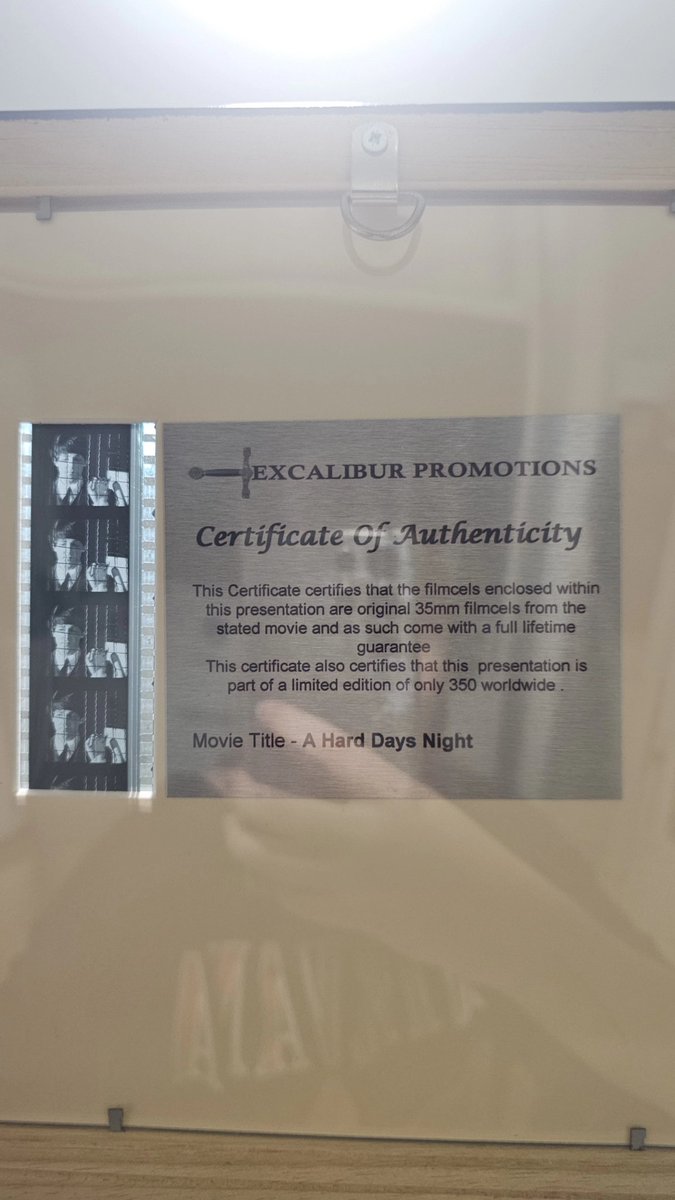 EXCALIBUR PROMOTIONS
Certificate Of Authenticity
This Certificate certifies that the filmcels enclosed within
this presentation are original 35mm filmcels from the
stated movie and as such come with a full lifetime
guarantee
This certificate also certifies that this presentation is
part of a limited edition of only 350 worldwide .
Movie Title - A Hard Days Night